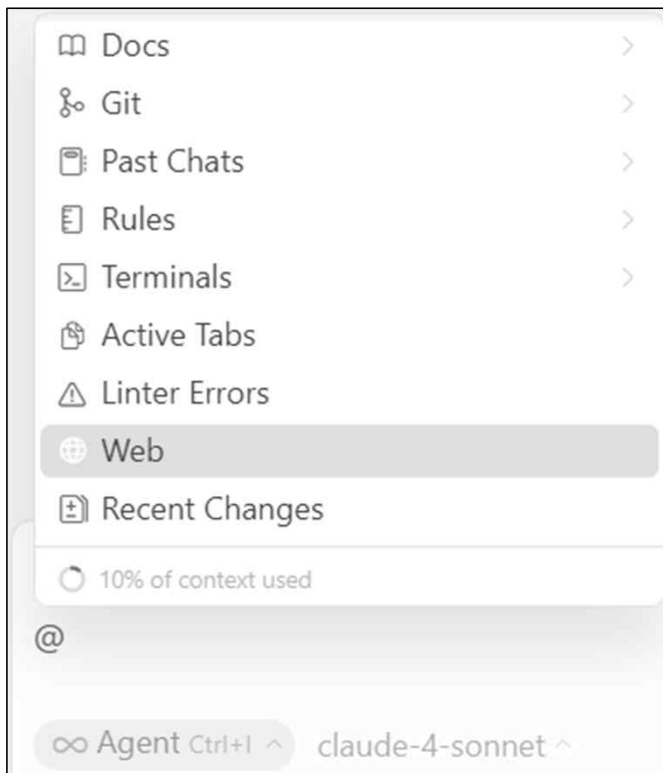 Docs
Git
Past Chats
Rules
Terminals
Active Tabs
Linter Errors
Web
Recent Changes
10% of context used
@
Agent Ctrl+I claude-4-sonnet